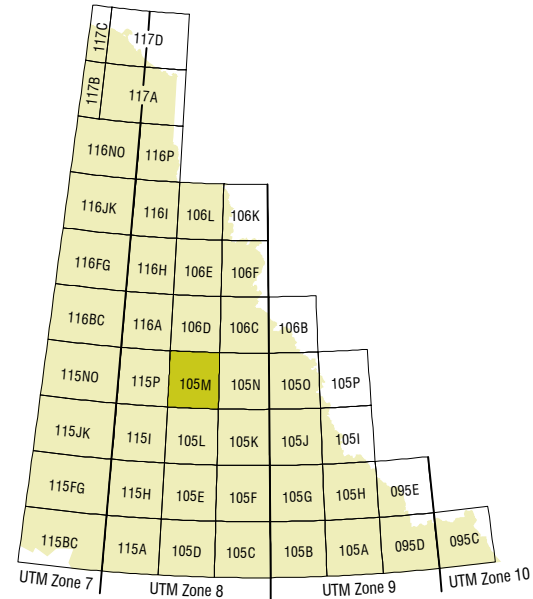 117C 117D
117B 117A
116NO 116P
116JK 116I 106L 106K
116FG 116H 106E 106F
116BC 116A 106D 106C 106B
115NO 115P 105M 105N 105O 105P
115JK 115I 105L 105K 105J 105I
115FG 115H 105E 105F 105G 105H 095E
115BC 115A 105D 105C 105B 105A 095D 095C
UTM Zone 7 UTM Zone 8 UTM Zone 9 UTM Zone 10